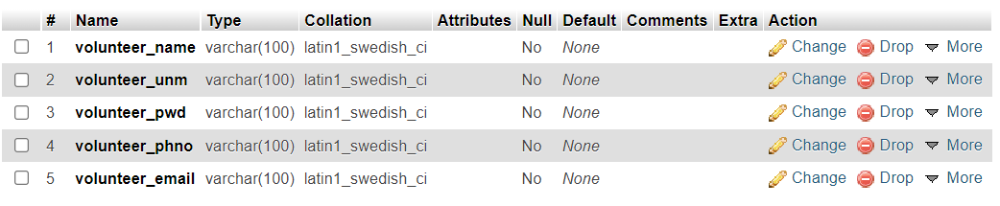 # Name Type Collation Attributes Null Default Comments Extra Action
1 volunteer_name varchar(100) latin1_swedish_ci No None Change Drop More
2 volunteer_unm varchar(100) latin1_swedish_ci No None Change Drop More
3 volunteer_pwd varchar(100) latin1_swedish_ci No None Change Drop More
4 volunteer_phno varchar(100) latin1_swedish_ci No None Change Drop More
5 volunteer_email varchar(100) latin1_swedish_ci No None Change Drop More